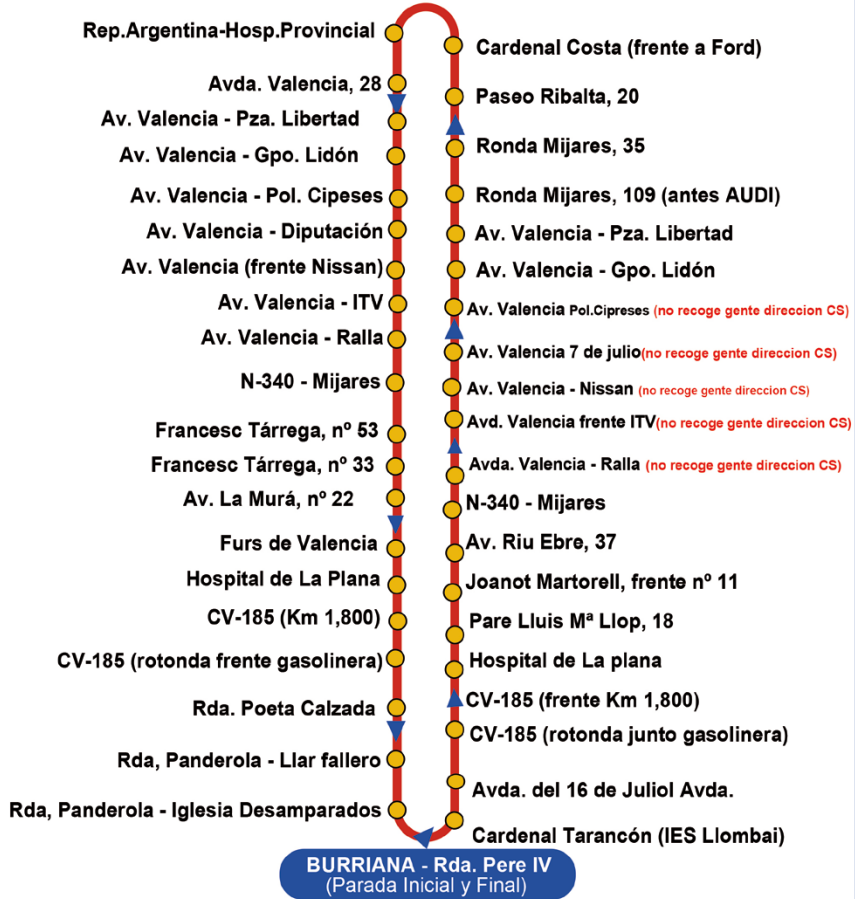 Rep.Argentina-Hosp.Provincial
Avda. Valencia, 28
Av. Valencia - Pza. Libertad
Av. Valencia - Gpo. Lidón
Av. Valencia - Pol. Cipeses
Av. Valencia - Diputación
Av. Valencia (frente Nissan)
Av. Valencia - ITV
Av. Valencia - Ralla
N-340 - Mijares
Francesc Tárrega, nº 53
Francesc Tárrega, nº 33
Av. La Murá, nº 22
Furs de Valencia
Hospital de La Plana
CV-185 (Km 1,800)
CV-185 (rotonda frente gasolinera)
Rda. Poeta Calzada
Rda, Panderola - Llar fallero
Rda, Panderola - Iglesia Desamparados
Cardenal Costa (frente a Ford)
Paseo Ribalta, 20
Ronda Mijares, 35
Ronda Mijares, 109 (antes AUDI)
Av. Valencia - Pza. Libertad
Av. Valencia - Gpo. Lidón
Av. Valencia Pol.Cipreses (no recoge gente direccion CS)
Av. Valencia 7 de julio(no recoge gente direccion CS)
Av. Valencia - Nissan (no recoge gente direccion CS)
Avd. Valencia frente ITV(no recoge gente direccion CS)
Avda. Valencia - Ralla (no recoge gente direccion CS)
N-340 - Mijares
Av. Riu Ebre, 37
Joanot Martorell, frente nº 11
Pare Lluis Mª Llop, 18
Hospital de La plana
CV-185 (frente Km 1,800)
CV-185 (rotonda junto gasolinera)
Avda. del 16 de Juliol Avda.
Cardenal Tarancón (IES Llombai)
BURRIANA - Rda. Pere IV
(Parada Inicial y Final)